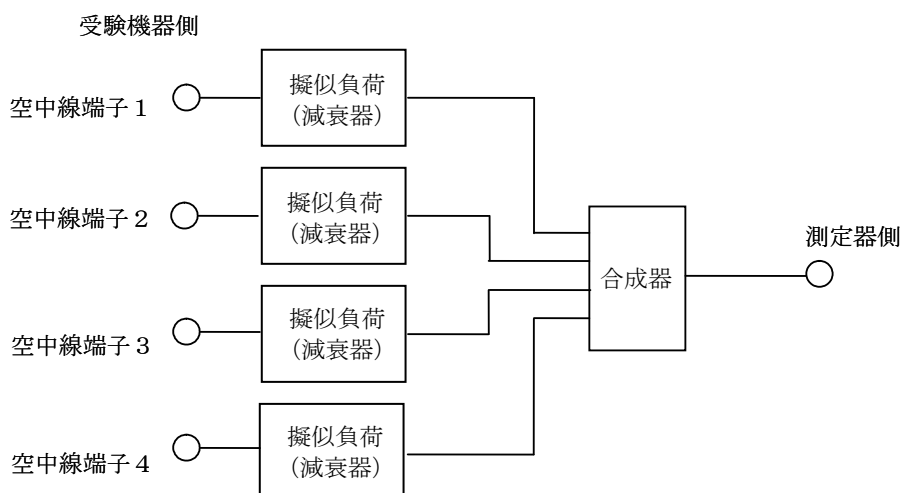 受験機器側
空中線端子1
擬似負荷
（減衰器）
空中線端子2
擬似負荷
（減衰器）
測定器側
合成器
空中線端子3
擬似負荷
（減衰器）
空中線端子4
擬似負荷
（減衰器）